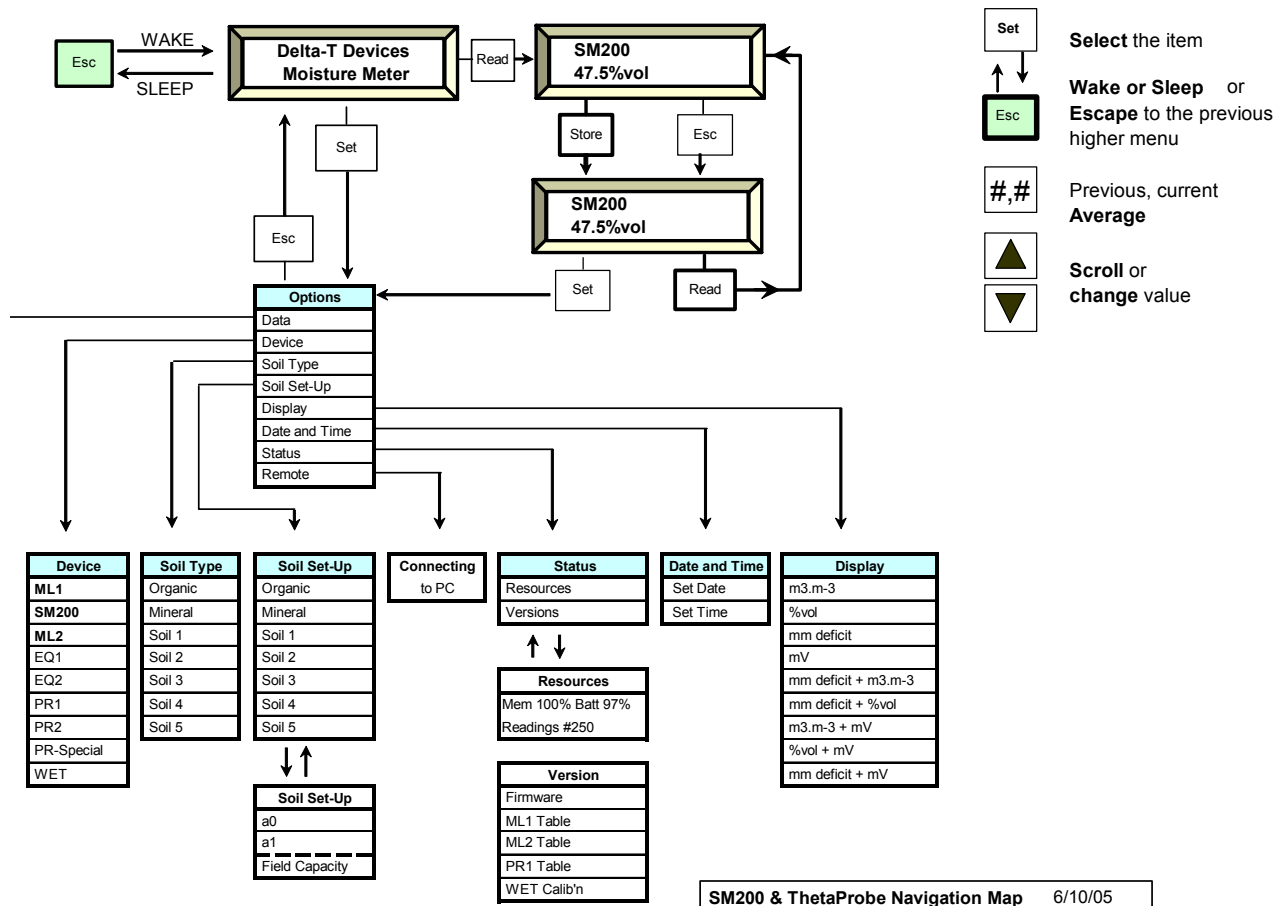 Esc
WAKE
SLEEP
Delta-T Devices
Moisture Meter
Read
SM200
47.5%vol
Set
Store
Esc
SM200
47.5%vol
Esc
Set
Read
Set
Select the item
Esc
Wake or Sleep or
Escape to the previous
higher menu
#,#
Previous, current
Average
Scroll or
change value
Options
Data
Device
Soil Type
Soil Set-Up
Display
Date and Time
Status
Remote
Device
ML1
SM200
ML2
EQ1
EQ2
PR1
PR2
PR-Special
WET
Soil Type
Organic
Mineral
Soil 1
Soil 2
Soil 3
Soil 4
Soil 5
Soil Set-Up
Organic
Mineral
Soil 1
Soil 2
Soil 3
Soil 4
Soil 5
Soil Set-Up
a0
a1
Field Capacity
Connecting
to PC
Status
Resources
Versions
Resources
Mem 100% Batt 97%
Readings #250
Version
Firmware
ML1 Table
ML2 Table
PR1 Table
WET Calib'n
Date and Time
Set Date
Set Time
Display
m3.m-3
%vol
mm deficit
mV
mm deficit + m3.m-3
mm deficit + %vol
m3.m-3 + mV
%vol + mV
mm deficit + mV
SM200 & ThetaProbe Navigation Map 6/10/05